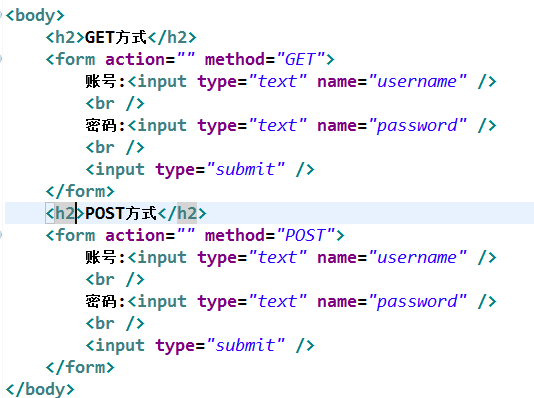 <body>
<h2>GET方式</h2>
<form action="" method="GET">
账号:<input type="text" name="username" />
<br />
密码:<input type="text" name="password" />
<br />
<input type="submit" />
</form>
<h2>POST方式</h2>
<form action="" method="POST">
账号:<input type="text" name="username" />
<br />
密码:<input type="text" name="password" />
<br />
<input type="submit" />
</form>
</body>